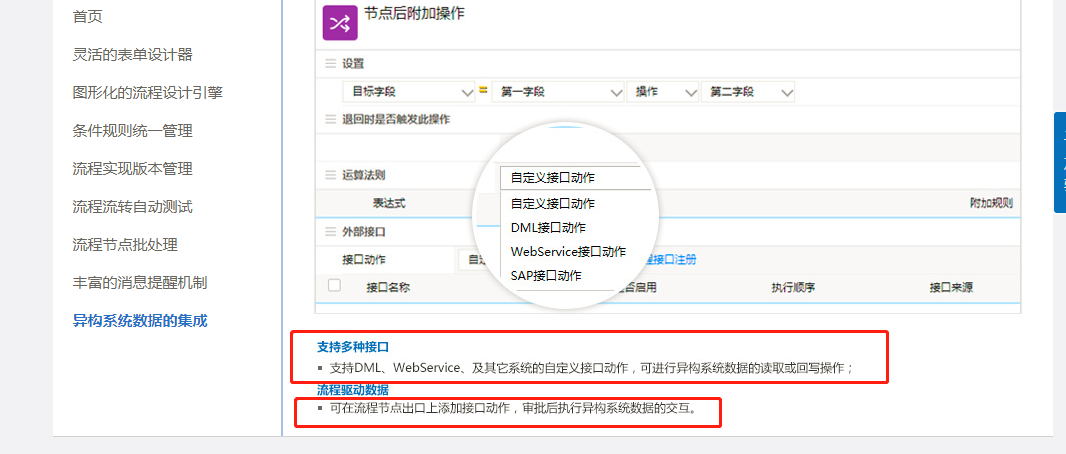 首页
灵活的表单设计器
图形化的流程设计引擎
条件规则统一管理
流程实现版本管理
流程流转自动测试
流程节点批处理
丰富的消息提醒机制
异构系统数据的集成
节点后附加操作
设置
目标字段 = 第一字段 操作 第二字段
退回时是否触发此操作
运算法则
自定义接口动作
表达式 附加规则
自定义接口动作
DML接口动作
WebService接口动作
SAP接口动作
外部接口
接口动作 自定 接口注册
接口名称 否启用 执行顺序 接口来源
支持多种接口
支持DML、WebService、及其它系统的自定义接口动作，可进行异构系统数据的读取或回写操作；
流程驱动数据
可在流程节点出口上添加接口动作，审批后执行异构系统数据的交互。